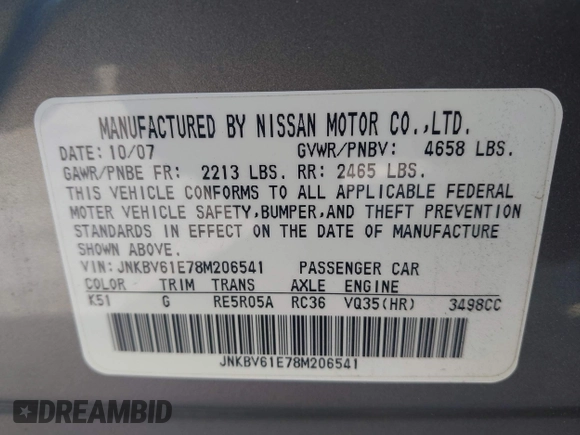 MANUFACTURED BY NISSAN MOTOR CO.,LTD.
DATE: 10/07 GVWR/PNBV: 4658 LBS.
GAWR/PNBE FR: 2213 LBS. RR: 2465 LBS.
THIS VEHICLE CONFORMS TO ALL APPLICABLE FEDERAL
MOTER VEHICLE SAFETY,BUMPER,AND THEFT PREVENTION
STANDARDS IN EFFECT ON THE DATE OF MANUFACTURE
SHOWN ABOVE.
VIN: JNKBV61E78M206541 PASSENGER CAR
COLOR TRIM TRANS AXLE ENGINE
K51 G RE5R05A RC36 VQ35(HR) 3498CC
JNKBV61E78M206541
DREAMBID